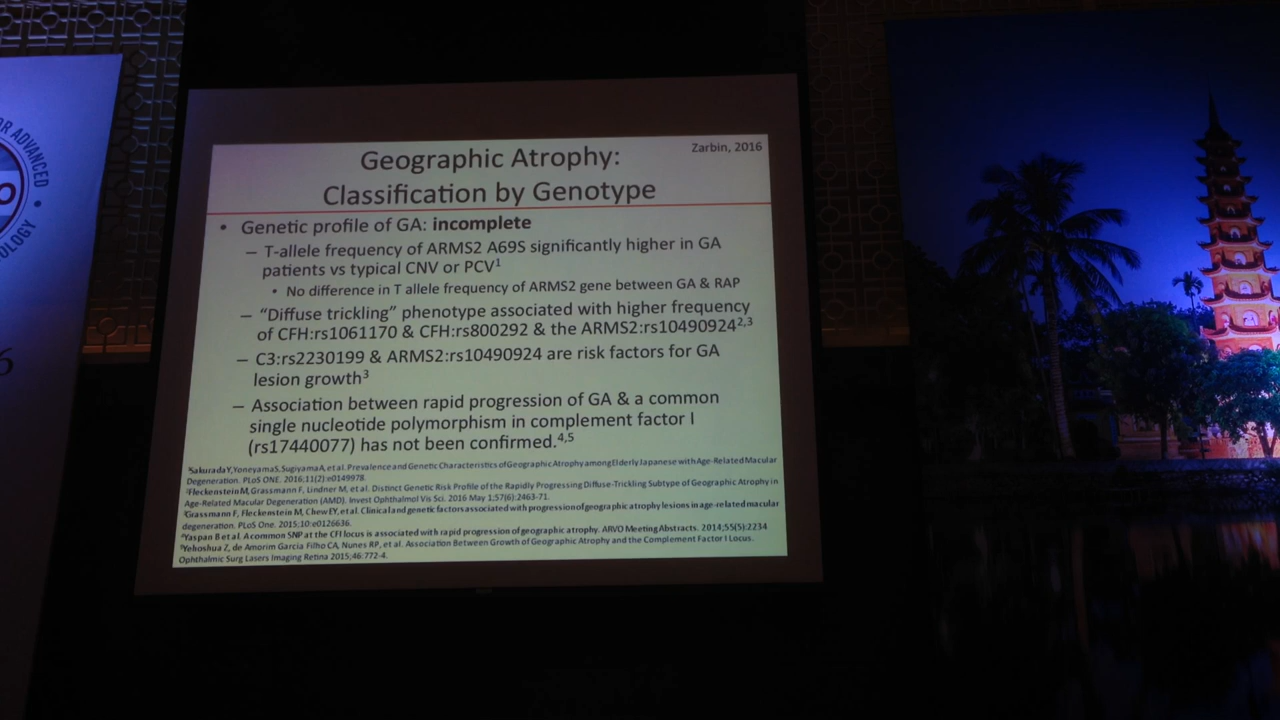 OR ADVANCED
O
OLOGY •
6
Zarbin, 2016
Geographic Atrophy:
Classification by Genotype
• Genetic profile of GA: incomplete
– T-allele frequency of ARMS2 A69S significantly higher in GA
patients vs typical CNV or PCV1
• No difference in T allele frequency of ARMS2 gene between GA & RAP
– “Diffuse trickling” phenotype associated with higher frequency
of CFH:rs1061170 & CFH:rs800292 & the ARMS2:rs104909242,3
– C3:rs2230199 & ARMS2:rs10490924 are risk factors for GA
lesion growth3
– Association between rapid progression of GA & a common
single nucleotide polymorphism in complement factor I
(rs17440077) has not been confirmed.4,5
1Sakurada Y, Yoneyama S, Sugiyama A, et al. Prevalence and Genetic Characteristics of Geographic Atrophy among Elderly Japanese with Age-Related Macular
Degeneration. PLoS ONE. 2016;11(2):e0149978.
2Fleckenstein M, Grassmann F, Lindner M, et al. Distinct Genetic Risk Profile of the Rapidly Progressing Diffuse-Trickling Subtype of Geographic Atrophy in
Age-Related Macular Degeneration (AMD). Invest Ophthalmol Vis Sci. 2016 May 1;57(6):2463-71.
3Grassmann F, Fleckenstein M, Chew EY, et al. Clinical and genetic factors associated with progression of geographic atrophy lesions in age-related macular
degeneration. PLoS One. 2015;10:e0126636.
4Yaspan B et al. A common SNP at the CFI locus is associated with rapid progression of geographic atrophy. ARVO Meeting Abstracts. 2014;55(5):2234
5Yehoshua Z, de Amorim Garcia Filho CA, Nunes RP, et al. Association Between Growth of Geographic Atrophy and the Complement Factor I Locus.
Ophthalmic Surg Lasers Imaging Retina 2015;46:772-4.